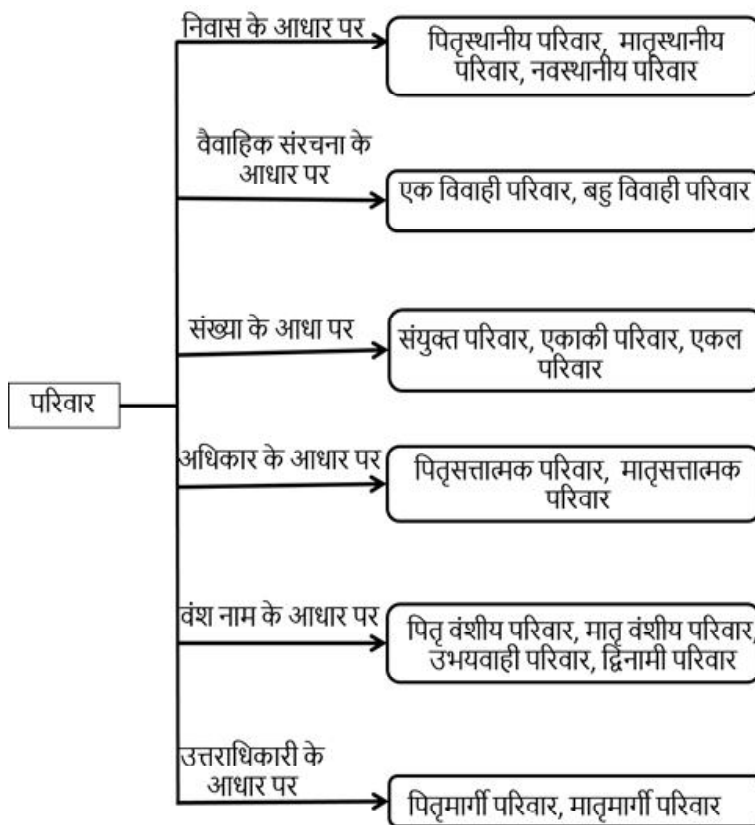 निवास के आधार पर
पितृस्थानीय परिवार, मातृस्थानीय
परिवार, नवस्थानीय परिवार
वैवाहिक संरचना के
आधार पर
एक विवाही परिवार, बहु विवाही परिवार
संख्या के आधा पर
संयुक्त परिवार, एकाकी परिवार, एकल
परिवार
परिवार
अधिकार के आधार पर
पितृसत्तात्मक परिवार, मातृसत्तात्मक
परिवार
वंश नाम के आधार पर
पितृ वंशीय परिवार, मातृ वंशीय परिवार,
उभयवाही परिवार, द्विनामी परिवार
उत्तराधिकारी के
आधार पर
पितृमार्गी परिवार, मातृमार्गी परिवार